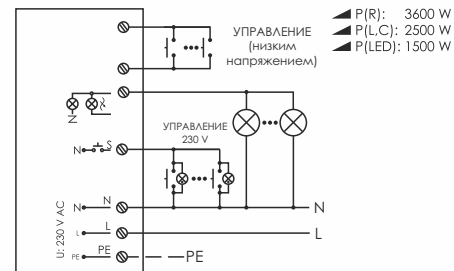 P(R): 3600 W
P(L,C): 2500 W
P(LED): 1500 W
УПРАВЛЕНИЕ
(низким
напряжением)
N
УПРАВЛЕНИЕ
230 V
N
S
N
N
N
L
L
L
PE
PE
PE
U: 230 V AC